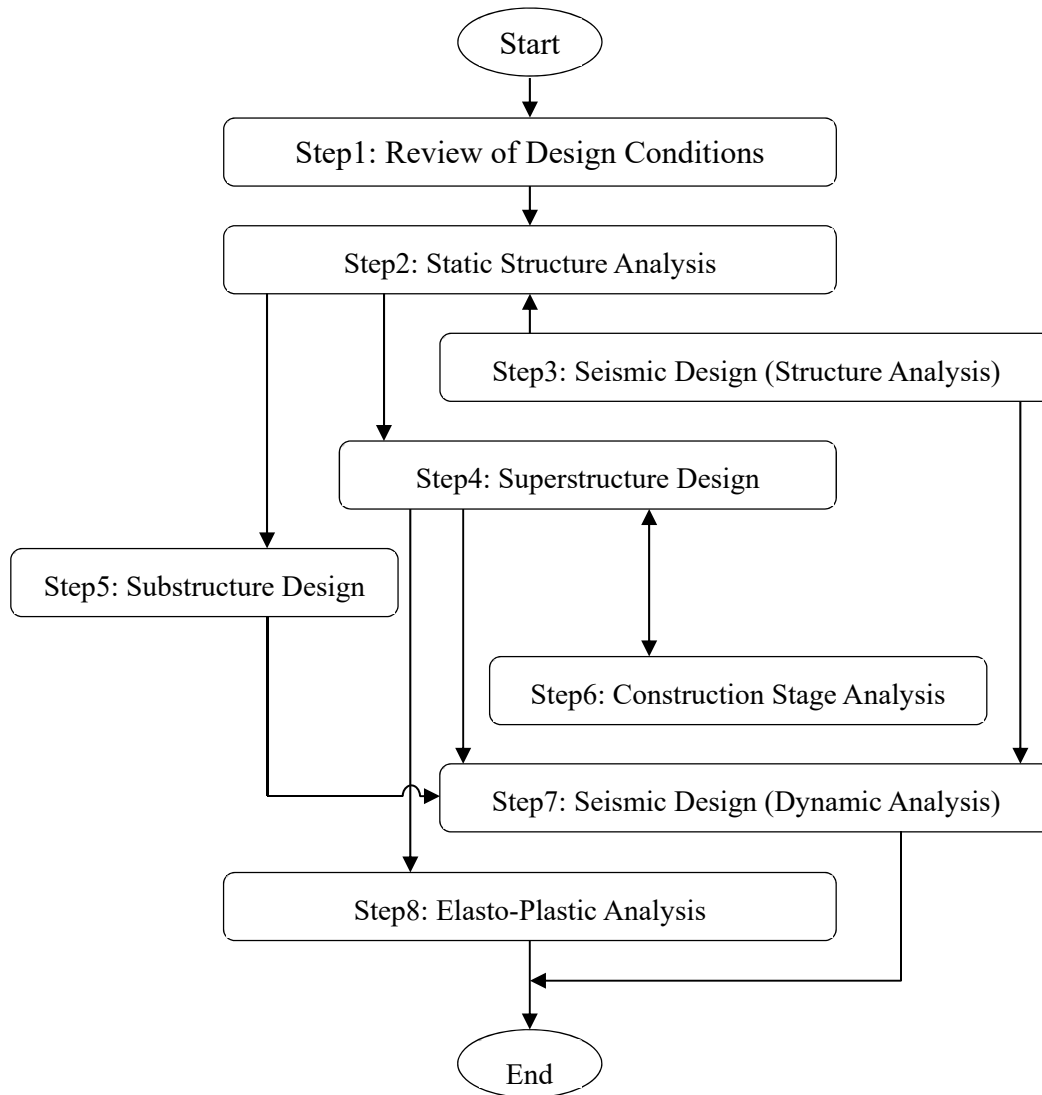 Start
Step1: Review of Design Conditions
Step2: Static Structure Analysis
Step3: Seismic Design (Structure Analysis)
Step4: Superstructure Design
Step5: Substructure Design
Step6: Construction Stage Analysis
Step7: Seismic Design (Dynamic Analysis)
Step8: Elasto-Plastic Analysis
End